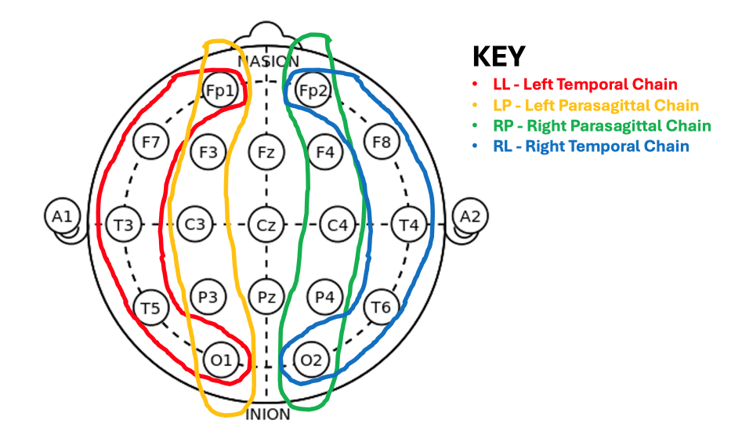 NASION
Fp1 Fp2
F7 F3 Fz F4 F8
A1 T3 C3 Cz C4 T4 A2
T5 P3 Pz P4 T6
O1 O2
INION
KEY
• LL - Left Temporal Chain
• LP - Left Parasagittal Chain
• RP - Right Parasagittal Chain
• RL - Right Temporal Chain